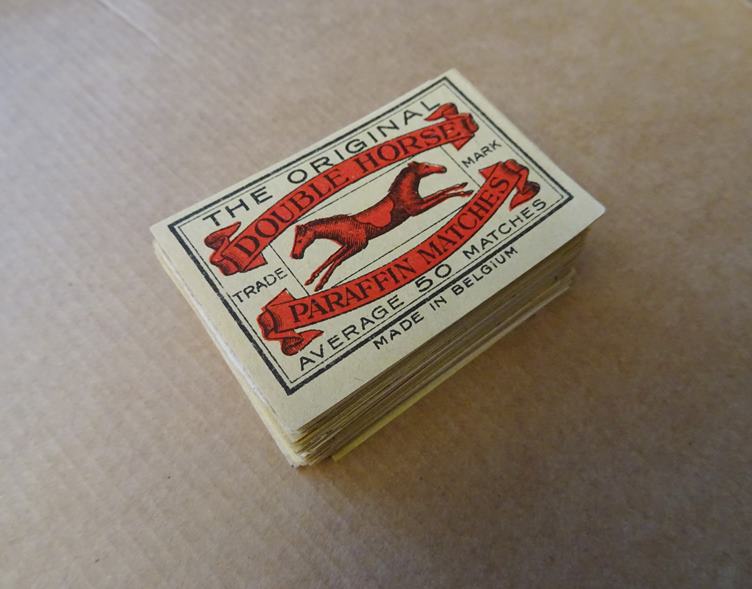 THE ORIGINAL
DOUBLE HORSE
TRADE MARK
PARAFFIN MATCHES
AVERAGE 50 MATCHES
MADE IN BELGIUM